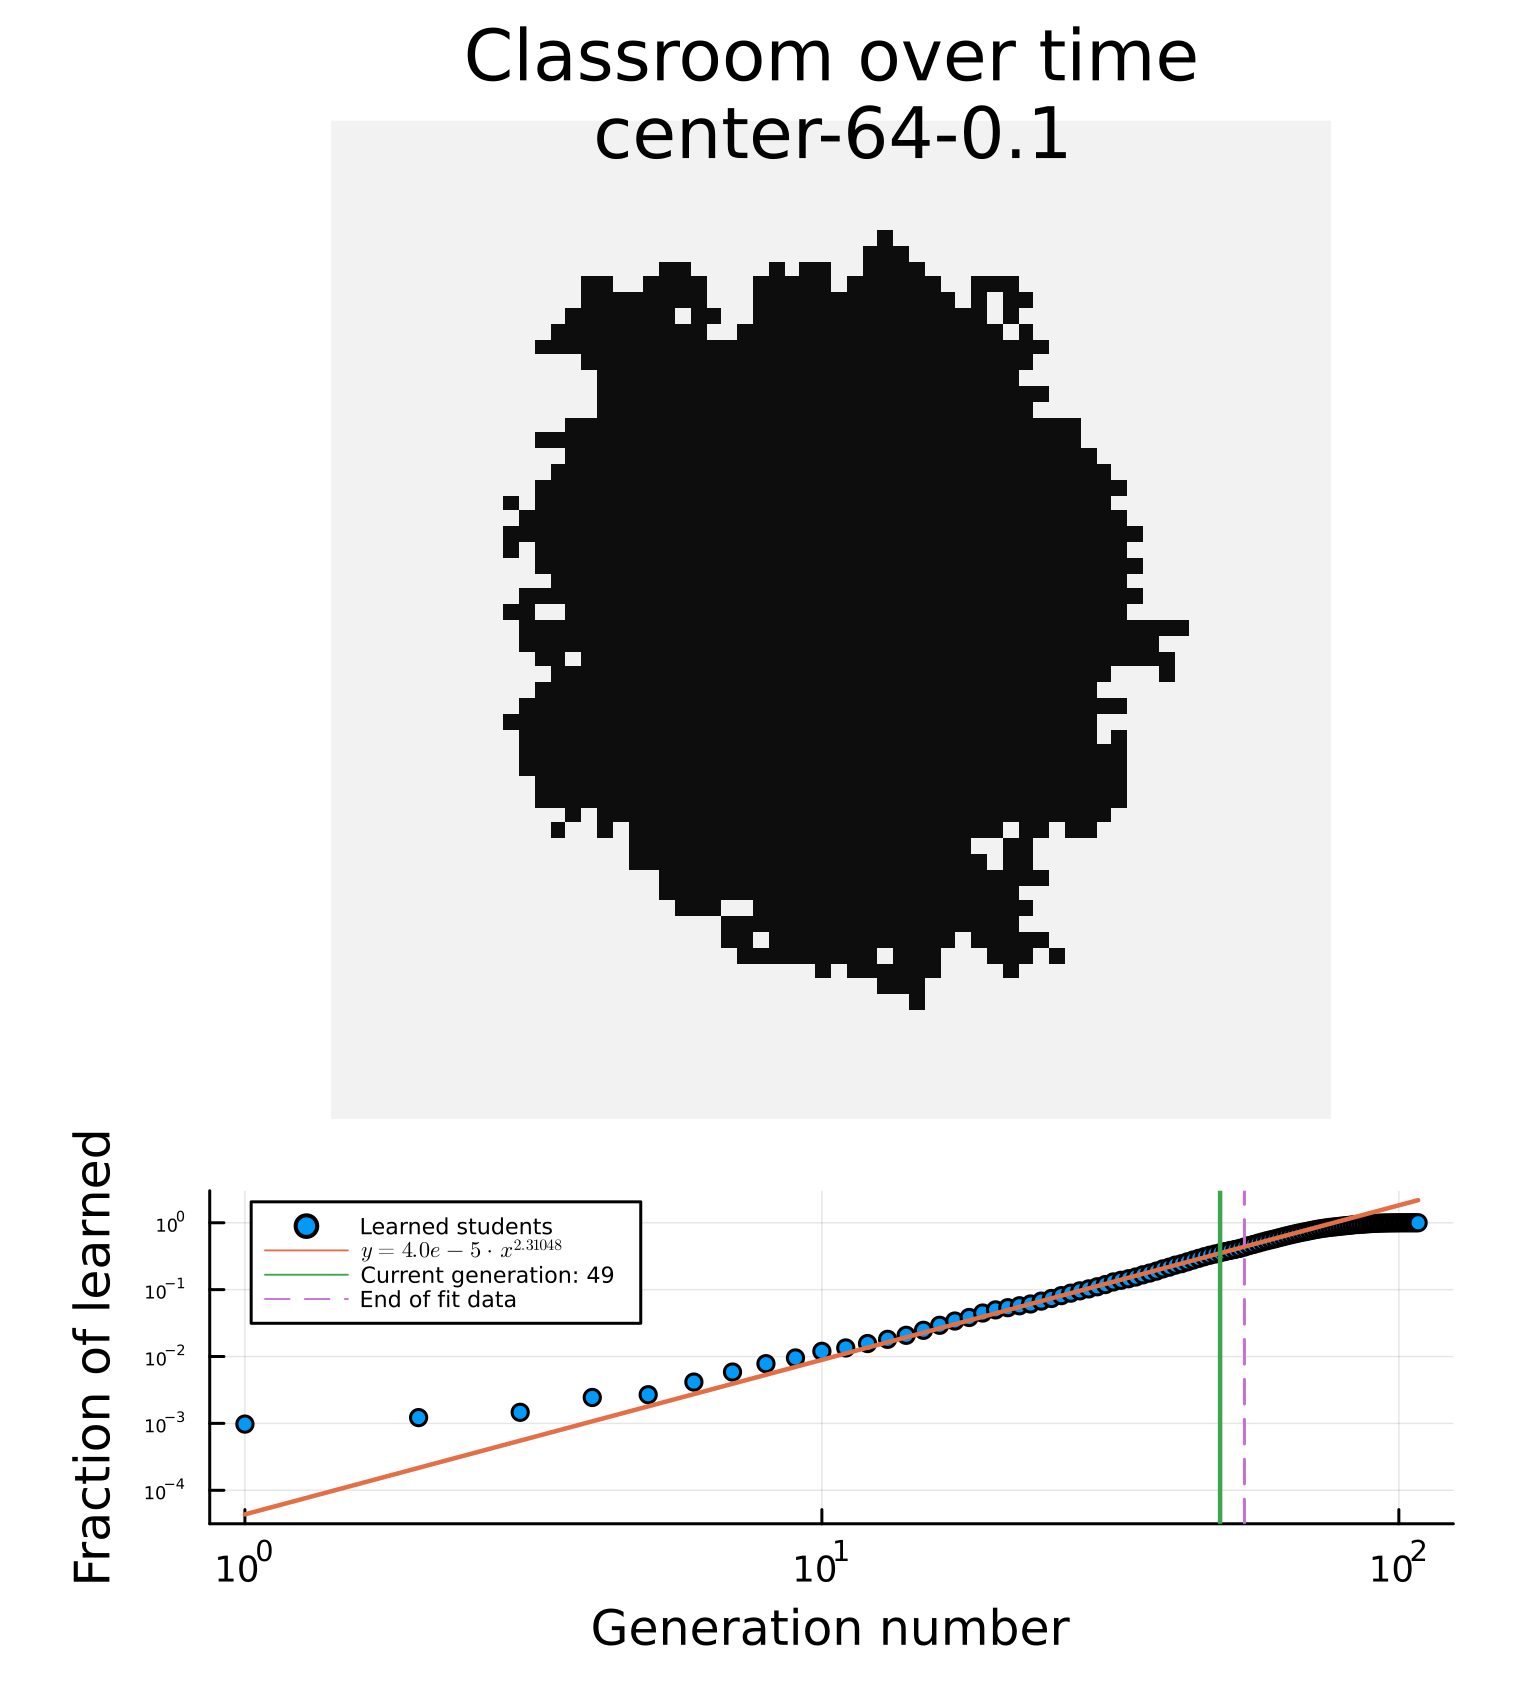 Classroom over time
center-64-0.1
Fraction of learned
10^0
10^-1
10^-2
10^-3
10^-4
Learned students
y = 4.0e − 5 · x^2.31048
Current generation: 49
End of fit data
10^0 10^1 10^2
Generation number